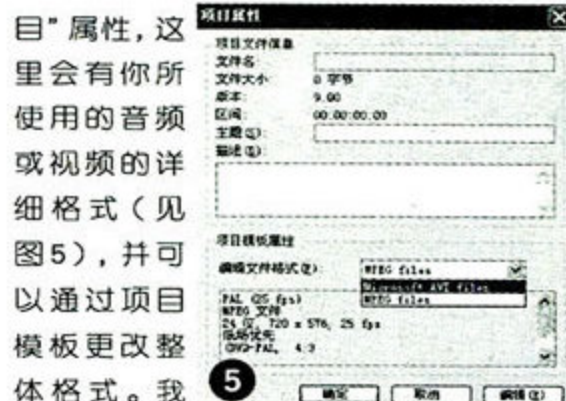 目”属性，这
里会有你所
使用的音频
或视频的详
细格式（见
图5），并可
以通过项目
模板更改整
体格式。我
项目属性
项目文件信息
文件名:
文件大小: 0 字节
版本: 9.00
区间: 00:00:00.00
主题(S):
描述(D):
项目模板属性
编辑文件格式(E): MPEG files
Microsoft AVI files
MPEG files
PAL (25 fps)
MPEG 文件
24 位, 720 x 576, 25 fps
低场优先
(DVD-PAL, 4:3
5
确定 取消 编辑(E)